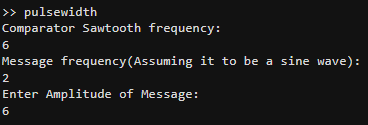 >> pulsewidth
Comparator Sawtooth frequency:
6
Message frequency(Assuming it to be a sine wave):
2
Enter Amplitude of Message:
6